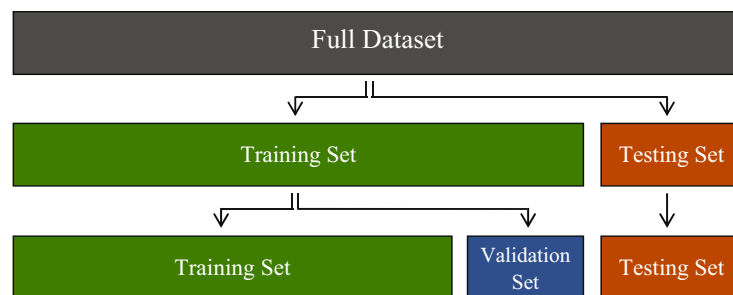 Full Dataset
Training Set
Testing Set
Training Set
Validation
Set
Testing Set